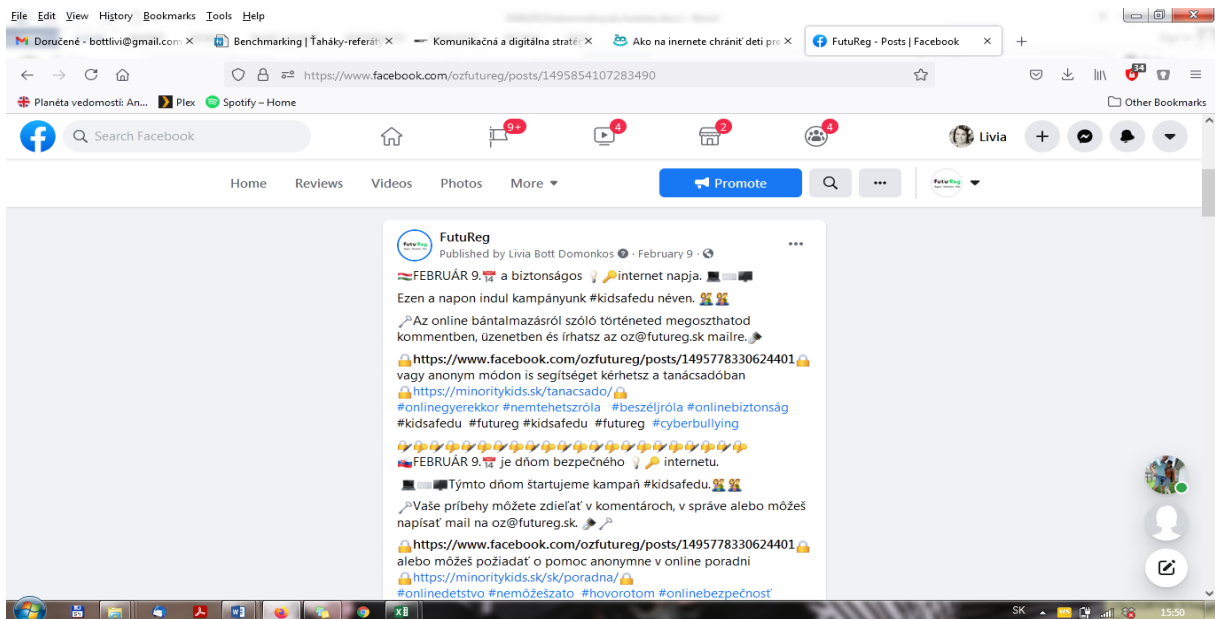 File Edit View History Bookmarks Tools Help
Doručené - bottlivi@gmail.com
Benchmarking | Ťaháky-referáty
Komunikačná a digitálna stratég
Ako na inernete chrániť deti pre
FutuReg - Posts | Facebook
https://www.facebook.com/ozfutureg/posts/1495854107283490
34
Planéta vedomostí: An... Plex Spotify – Home Other Bookmarks
Search Facebook 9+ 4 2 4 Livia
Home Reviews Videos Photos More Promote
FutuReg
FutuReg
Published by Livia Bott Domonkos · February 9 ·
FEBRUÁR 9. a biztonságos internet napja.
Ezen a napon indul kampányunk #kidsafedu néven.
Az online bántalmazásról szóló történeted megoszthatod
kommentben, üzenetben és írhatsz az oz@futureg.sk mailre.
https://www.facebook.com/ozfutureg/posts/1495778330624401
vagy anonym módon is segítséget kérhetsz a tanácsadóban
https://minoritykids.sk/tanacsado/
#onlinegyerekkor #nemtehetszróla #beszéljróla #onlinebiztonság
#kidsafedu #futureg #kidsafedu #futureg #cyberbullying
FEBRUÁR 9. je dňom bezpečného internetu.
Týmto dňom štartujeme kampaň #kidsafedu.
Vaše príbehy môžete zdieľať v komentároch, v správe alebo môžeš
napísať mail na oz@futureg.sk.
https://www.facebook.com/ozfutureg/posts/1495778330624401
alebo môžeš požiadať o pomoc anonymne v online poradni
https://minoritykids.sk/sk/poradna/
#onlinedetstvo #nemôžešzato #hovorotom #onlinebezpečnosť
SK 15:50